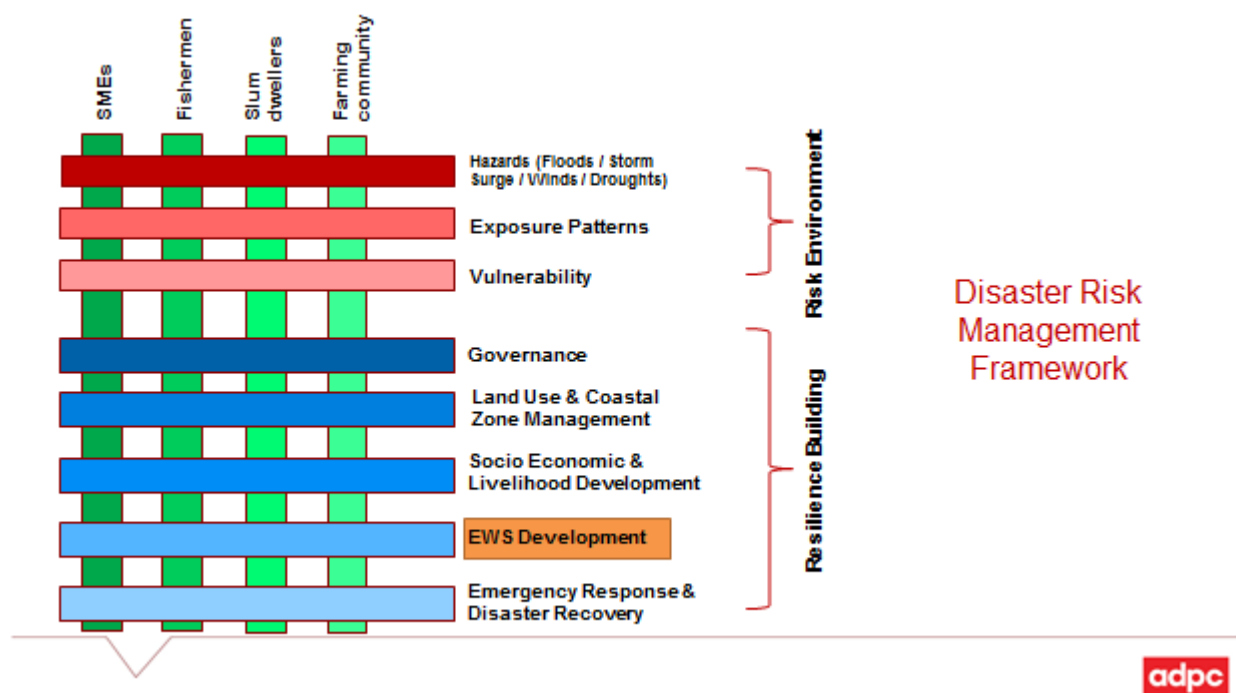 SMEs
Fishermen
Slum
dwellers
Farming
community
Hazards (Floods / Storm
Surge / Winds / Droughts)
Exposure Patterns
Vulnerability
Risk Environment
Governance
Land Use & Coastal
Zone Management
Socio Economic &
Livelihood Development
EWS Development
Emergency Response &
Disaster Recovery
Resilience Building
Disaster Risk
Management
Framework
adpc